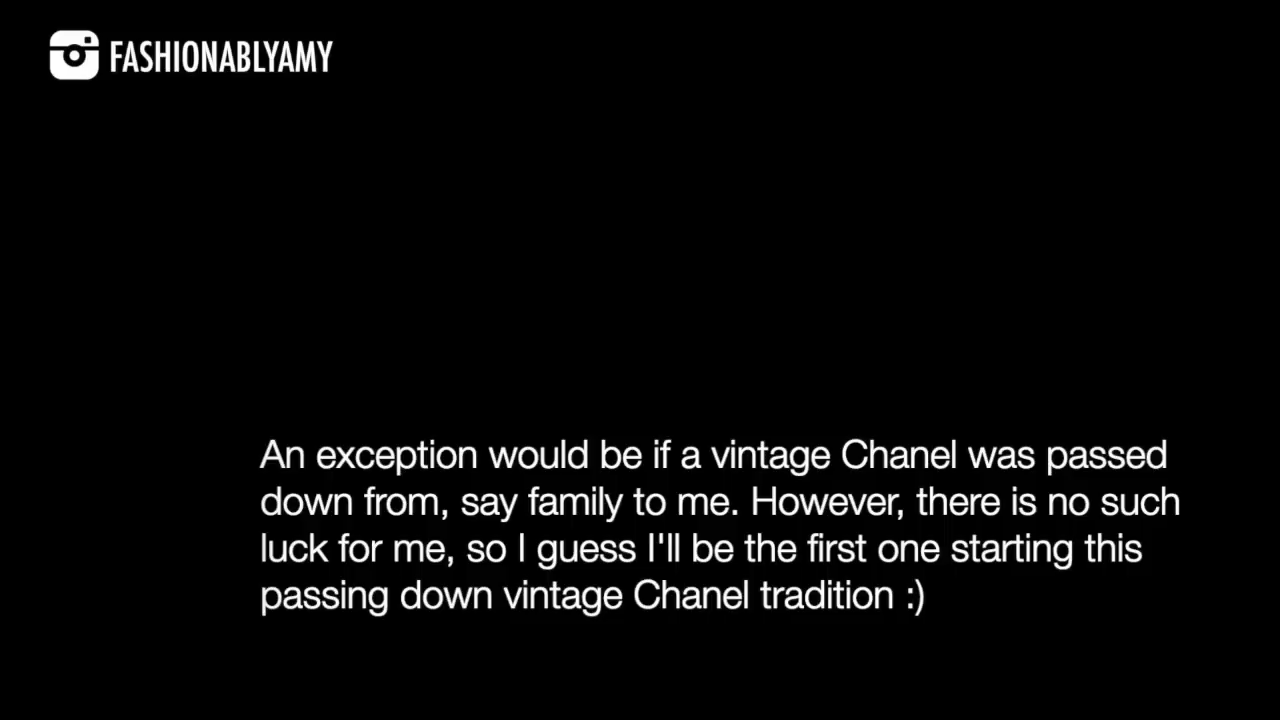 FASHIONABLYAMY
An exception would be if a vintage Chanel was passed
down from, say family to me. However, there is no such
luck for me, so I guess I'll be the first one starting this
passing down vintage Chanel tradition :)